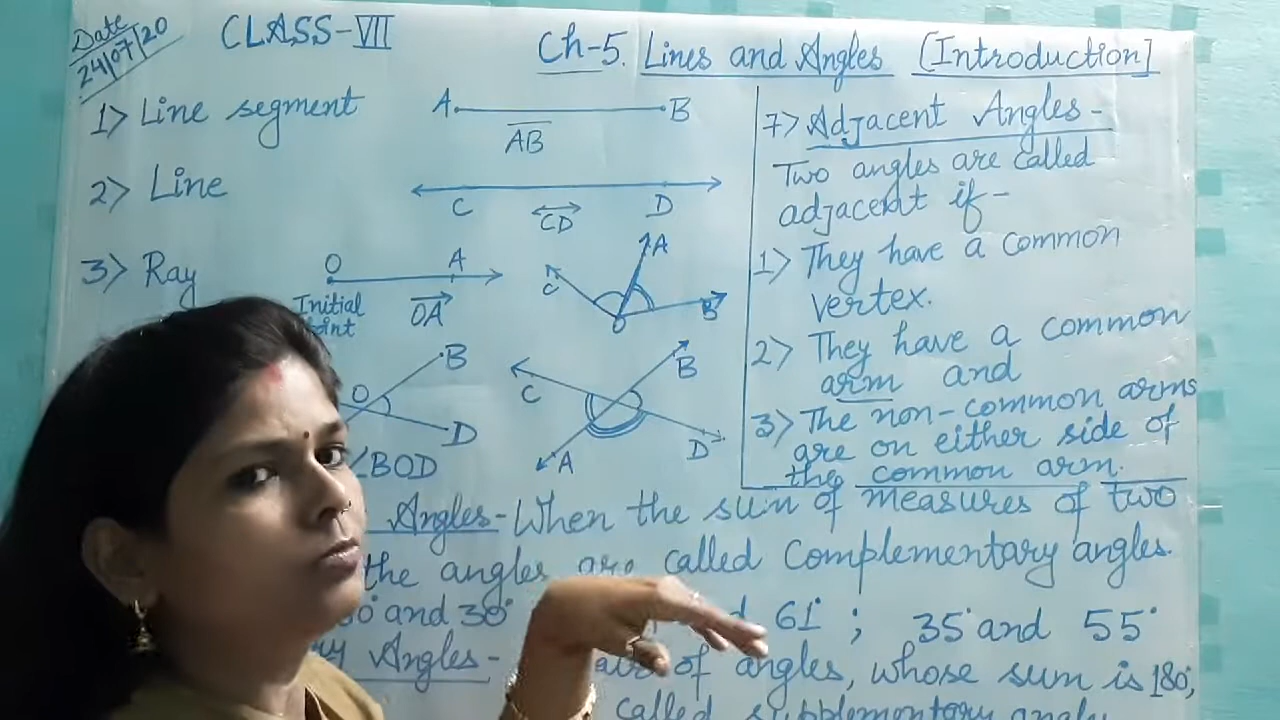 Date 24/07/20
CLASS-VII
Ch-5. Lines and Angles [Introduction]
1> Line segment
A B
AB
2> Line
C D
CD
3> Ray
O A
Initial
OA
A
C
B
O
B
O
D
∠BOD
B
C
D
A
7> Adjacent Angles -
Two angles are called
adjacent if -
1> They have a common
vertex.
2> They have a common
arm and
3> The non-common arms
are on either side of
the common arm.
Angles - When the sum of measures of two
the angles are called Complementary angles.
and 30° 61° ; 35° and 55°
Angles - of angles, whose sum is 180°,
called supplementary